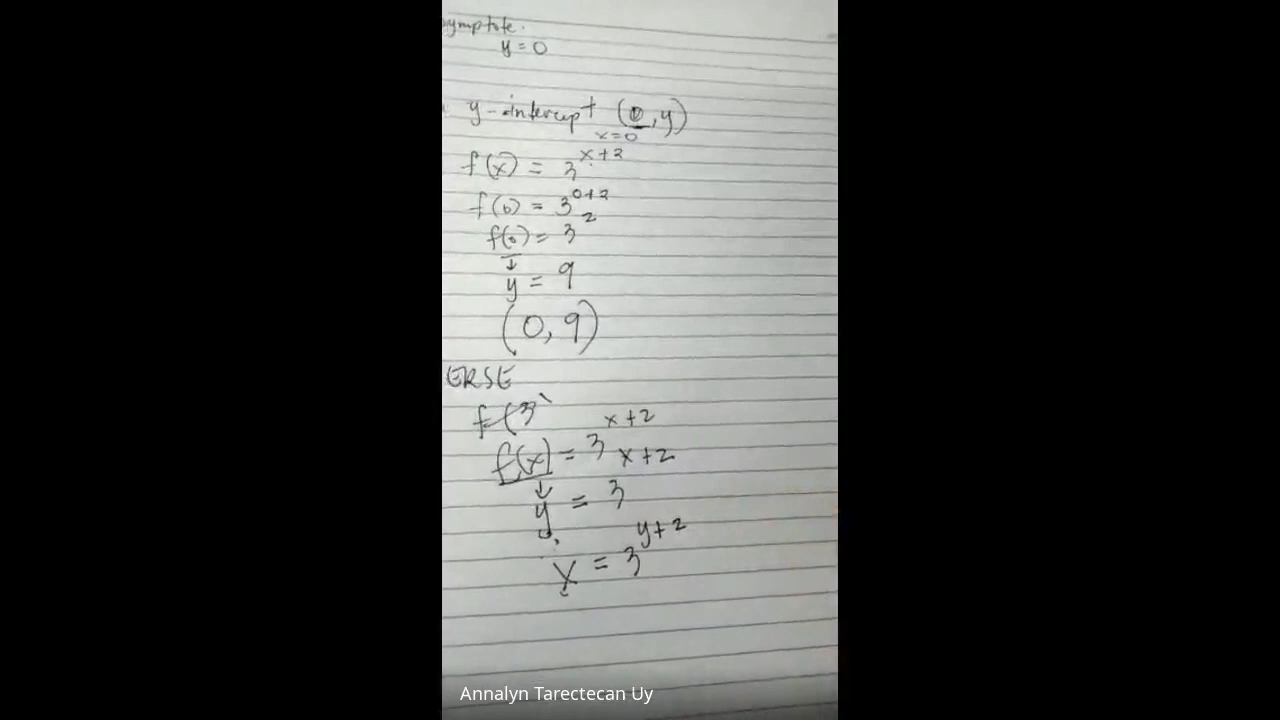 ymptote.
y = 0
y-intercept (0, y)
x=0
f(x) = 3^{x+2}
f(0) = 3^{0+2}
f(0) = 3^{2}
↓
y = 9
(0, 9)
ERSE
f(3
f(x) = 3^{x+2}
↓
y = 3^{x+2}
x = 3^{y+2}
Annalyn Tarectecan Uy